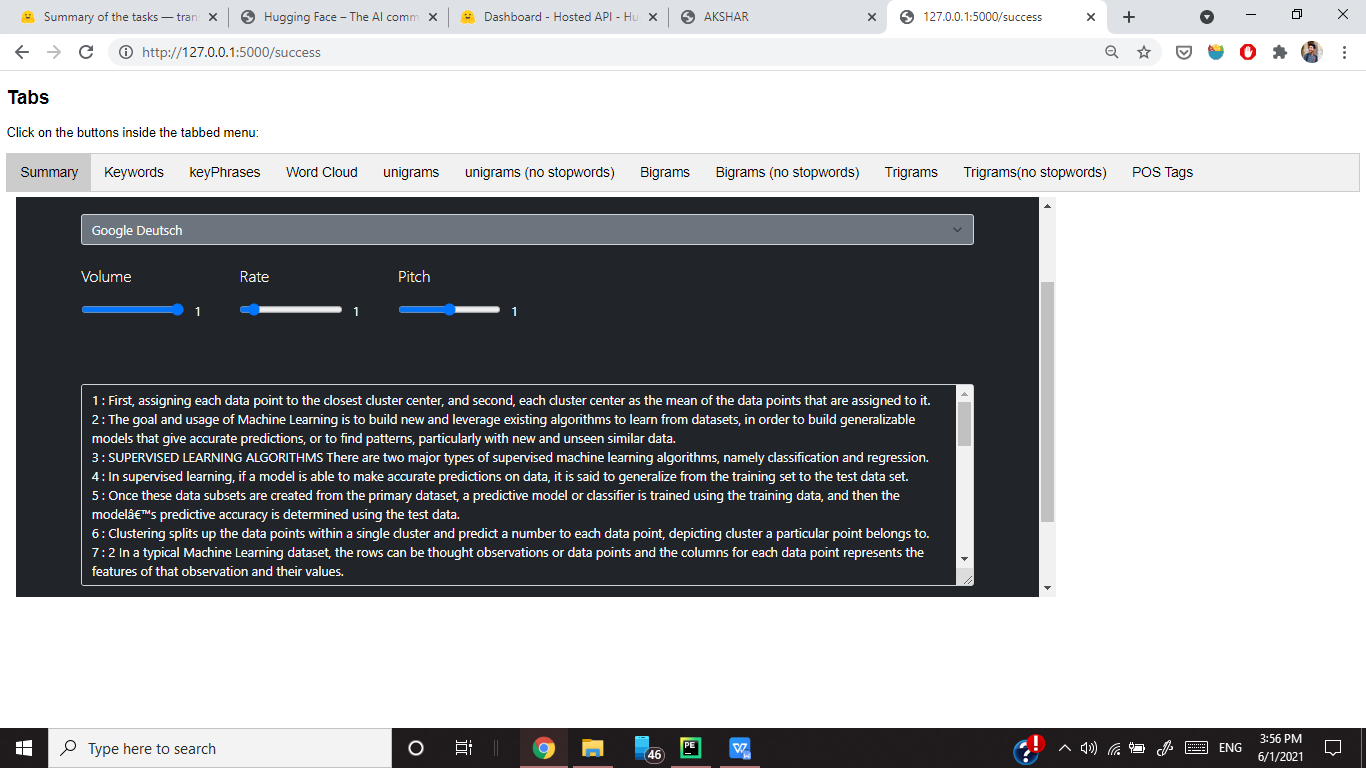 Summary of the tasks — tran
Hugging Face – The AI comm
Dashboard - Hosted API - Hu
AKSHAR
127.0.0.1:5000/success
http://127.0.0.1:5000/success
Tabs
Click on the buttons inside the tabbed menu:
Summary Keywords keyPhrases Word Cloud unigrams unigrams (no stopwords) Bigrams Bigrams (no stopwords) Trigrams Trigrams(no stopwords) POS Tags
Google Deutsch
Volume Rate Pitch
1 1 1
1 : First, assigning each data point to the closest cluster center, and second, each cluster center as the mean of the data points that are assigned to it.
2 : The goal and usage of Machine Learning is to build new and leverage existing algorithms to learn from datasets, in order to build generalizable
models that give accurate predictions, or to find patterns, particularly with new and unseen similar data.
3 : SUPERVISED LEARNING ALGORITHMS There are two major types of supervised machine learning algorithms, namely classification and regression.
4 : In supervised learning, if a model is able to make accurate predictions on data, it is said to generalize from the training set to the test data set.
5 : Once these data subsets are created from the primary dataset, a predictive model or classifier is trained using the training data, and then the
modelâ€™s predictive accuracy is determined using the test data.
6 : Clustering splits up the data points within a single cluster and predict a number to each data point, depicting cluster a particular point belongs to.
7 : 2 In a typical Machine Learning dataset, the rows can be thought observations or data points and the columns for each data point represents the
features of that observation and their values.
Type here to search
46
PE
W
ENG
3:56 PM
6/1/2021